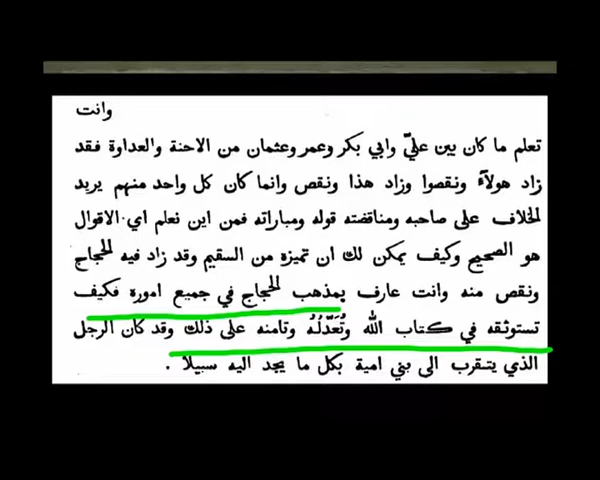 وانت
تعلم ما كان بين عليّ وابي بكر وعمر وعثمان من الاحنة والعداوة فقد
زاد هولآء ونقصوا وزاد هذا ونقص وانما كان كل واحد منهم يريد
الخلاف على صاحبه ومناقضته قوله ومباراته فمن اين نعلم اي الاقوال
هو الصحيح وكيف يمكن لك ان تميزة من السقيم وقد زاد فيه الحجاج
ونقص منه وانت عارف بمذهب الحجاج في جميع امورة فكيف
تستوثقه في كتاب الله وتُعَدّلُهُ وتامنه على ذلك وقد كان الرجل
الذي يتقرب الى بني امية بكل ما يجد اليه سبيلا .